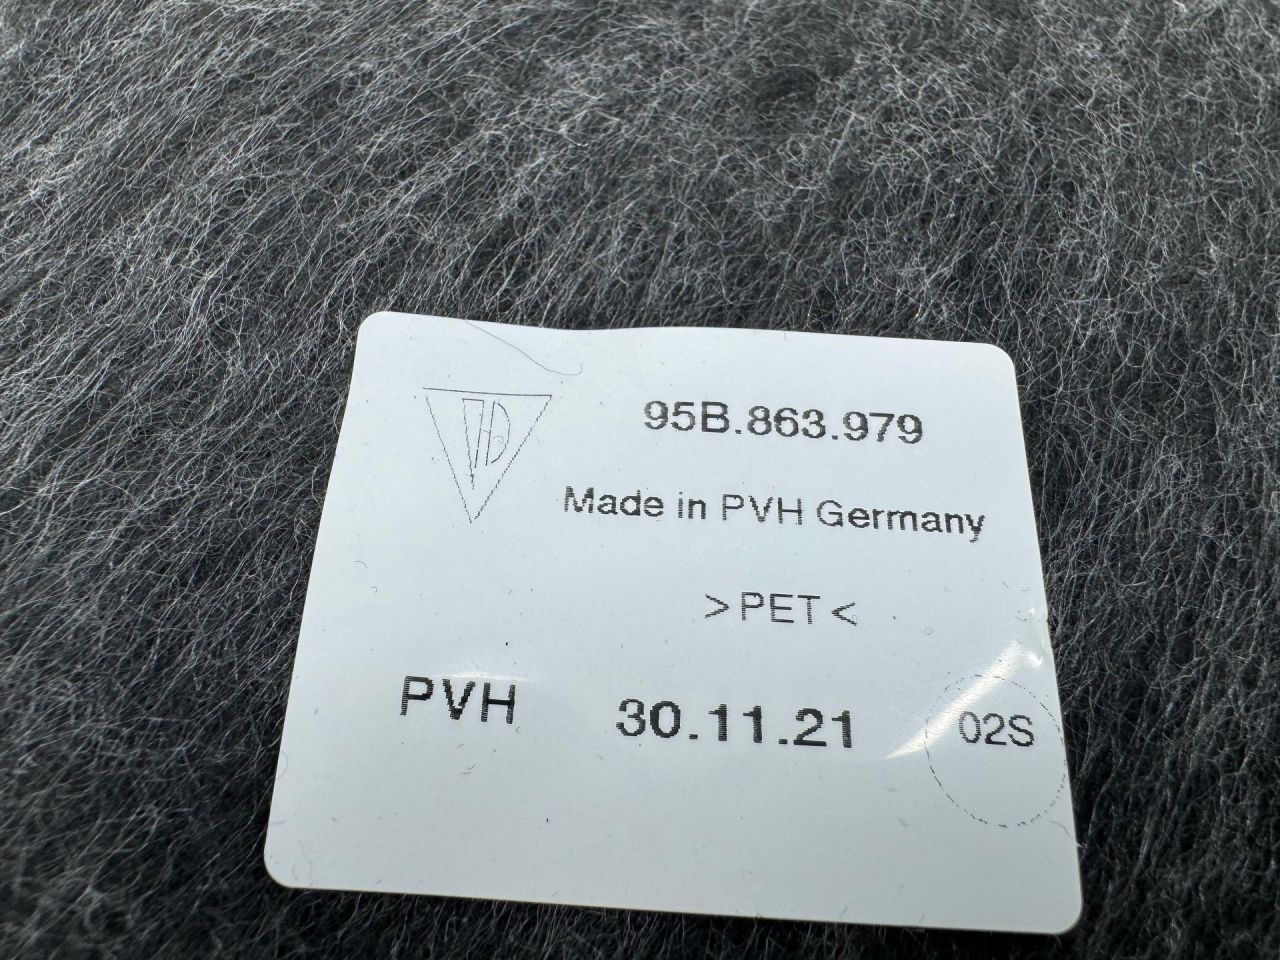 95B.863.979
Made in PVH Germany
>PET<
PVH 30.11.21 02S